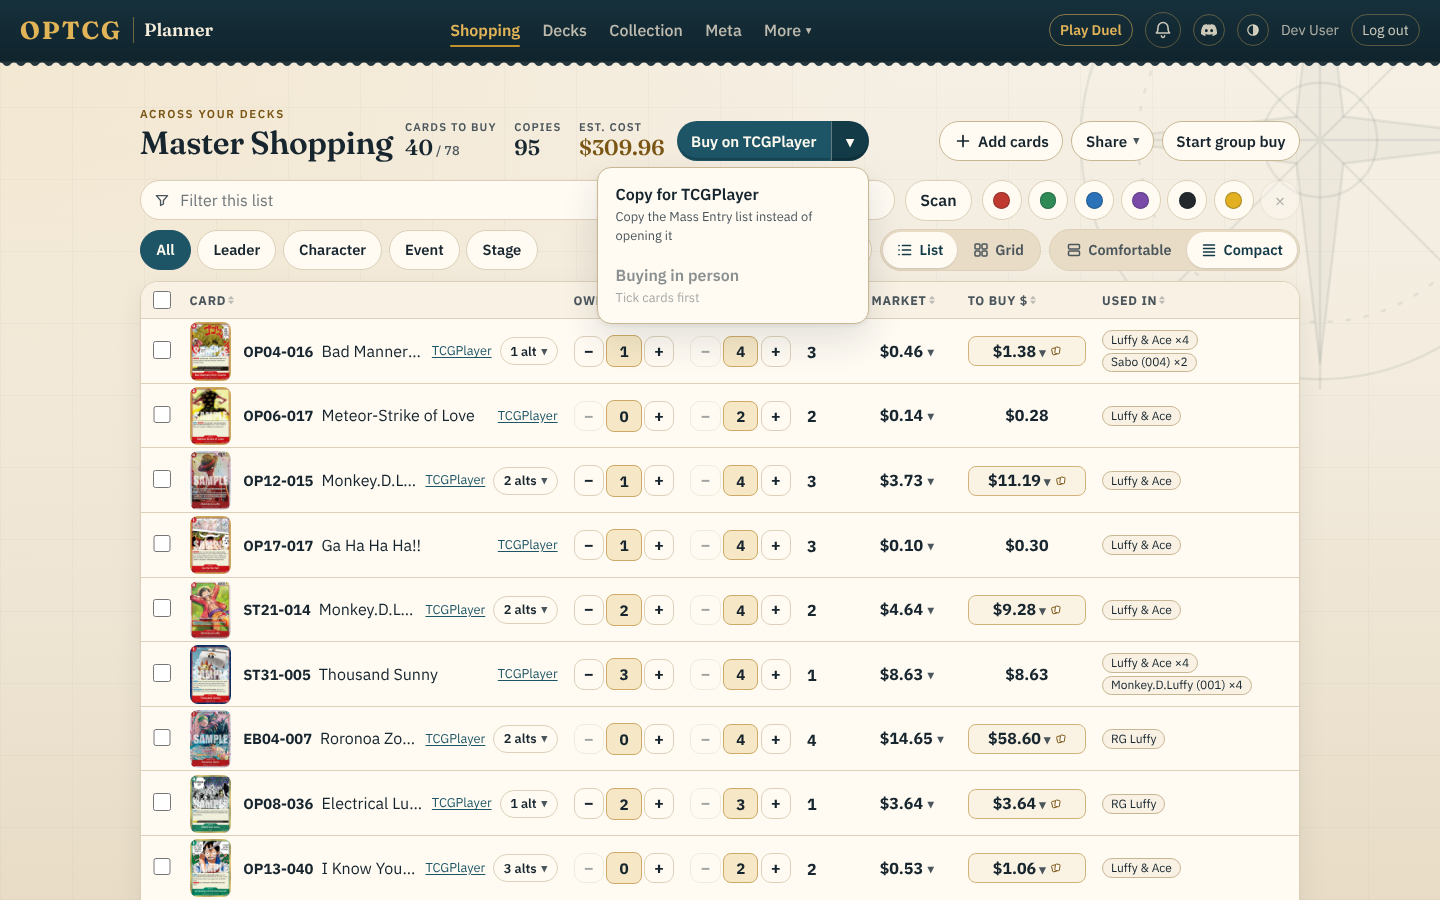 OPTCG Planner
Shopping Decks Collection Meta More ▾
Play Duel Dev User Log out
ACROSS YOUR DECKS
Master Shopping
CARDS TO BUY
40 / 78
COPIES
95
EST. COST
$309.96
Buy on TCGPlayer ▼
+ Add cards
Share ▾
Start group buy
Filter this list
Scan
×
Copy for TCGPlayer
Copy the Mass Entry list instead of
opening it
Buying in person
Tick cards first
All Leader Character Event Stage
List Grid Comfortable Compact
CARD MARKET TO BUY $ USED IN
OP04-016 Bad Manner... TCGPlayer 1 alt ▾ − 1 + − 4 + 3 $0.46 ▾ $1.38 ▾ Luffy & Ace ×4
Sabo (004) ×2
OP06-017 Meteor-Strike of Love TCGPlayer − 0 + − 2 + 2 $0.14 ▾ $0.28 Luffy & Ace
OP12-015 Monkey.D.L... TCGPlayer 2 alts ▾ − 1 + − 4 + 3 $3.73 ▾ $11.19 ▾ Luffy & Ace
OP17-017 Ga Ha Ha Ha!! TCGPlayer − 1 + − 4 + 3 $0.10 ▾ $0.30 Luffy & Ace
ST21-014 Monkey.D.L... TCGPlayer 2 alts ▾ − 2 + − 4 + 2 $4.64 ▾ $9.28 ▾ Luffy & Ace
ST31-005 Thousand Sunny TCGPlayer − 3 + − 4 + 1 $8.63 ▾ $8.63 Luffy & Ace ×4
Monkey.D.Luffy (001) ×4
EB04-007 Roronoa Zo... TCGPlayer 2 alts ▾ − 0 + − 4 + 4 $14.65 ▾ $58.60 ▾ RG Luffy
OP08-036 Electrical Lu... TCGPlayer 1 alt ▾ − 2 + − 3 + 1 $3.64 ▾ $3.64 ▾ RG Luffy
OP13-040 I Know You... TCGPlayer 3 alts ▾ − 0 + − 2 + 2 $0.53 ▾ $1.06 ▾ Luffy & Ace